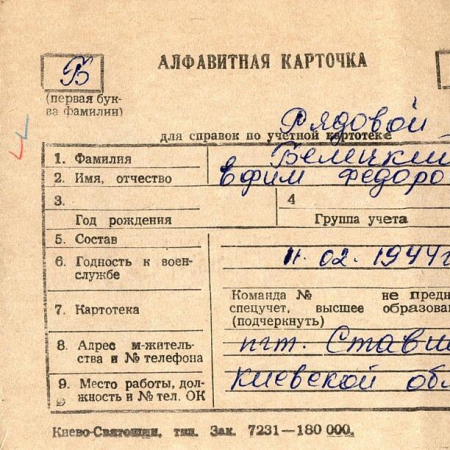 АЛФАВИТНАЯ КАРТОЧКА
Б
(первая бук-
ва фамилии)
Рядовой
для справок по учетной картотеке
1. Фамилия Белецкий
2. Имя, отчество Ефим Федоро
3. 4
Год рождения Группа учета
5. Состав
6. Годность к воен-
службе 11.02.1944г
Команда № не предн
7. Картотека спецучет, высшее образова
(подчеркнуть)
8. Адрес м-житель-
ства и № телефона пгт. Стави
9. Место работы, дол-
жность и № тел. ОК Киевской обл
Киево-Святошин. тип. Зак. 7231—180 000.